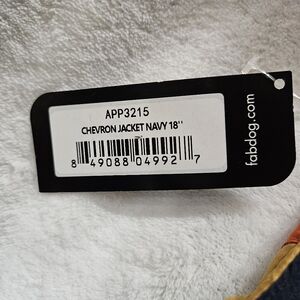 APP3215
CHEVRON JACKET NAVY 18''
8 49088 04992 7
fabdog.com